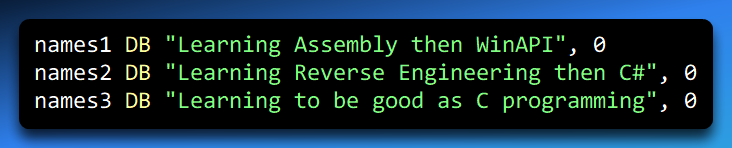 names1 DB "Learning Assembly then WinAPI", 0
names2 DB "Learning Reverse Engineering then C#", 0
names3 DB "Learning to be good as C programming", 0